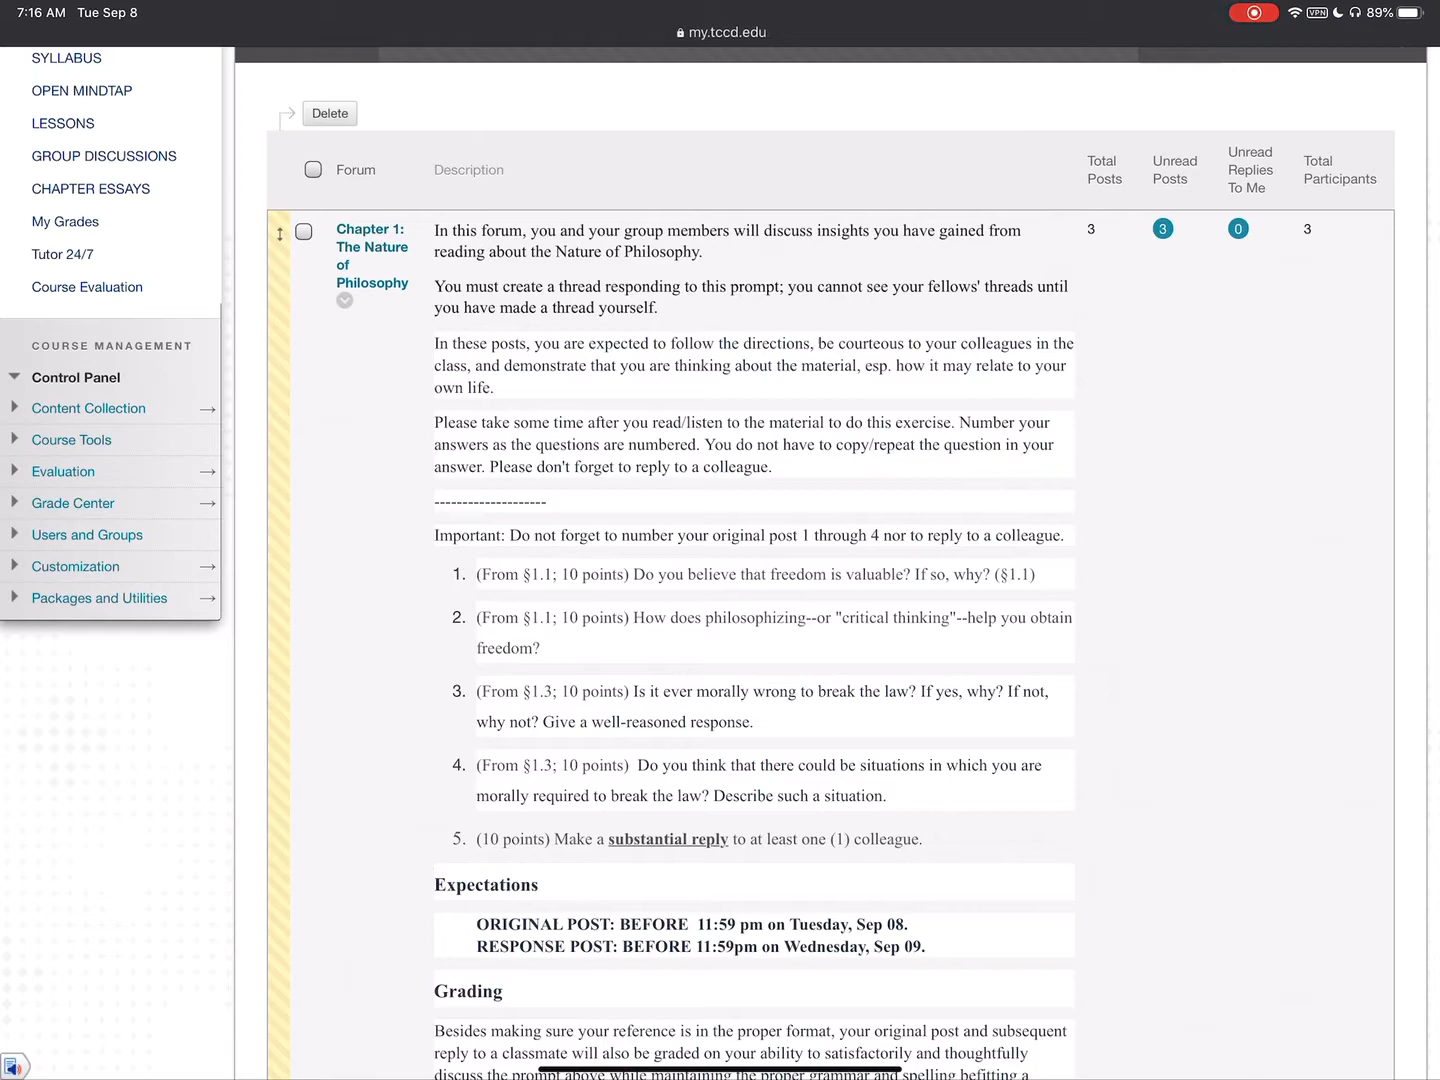 7:16 AM Tue Sep 8
VPN 89%
my.tccd.edu
SYLLABUS
OPEN MINDTAP
LESSONS
GROUP DISCUSSIONS
CHAPTER ESSAYS
My Grades
Tutor 24/7
Course Evaluation
COURSE MANAGEMENT
Control Panel
Content Collection
Course Tools
Evaluation
Grade Center
Users and Groups
Customization
Packages and Utilities
Delete
Forum
Description
Total
Posts
Unread
Posts
Unread
Replies
To Me
Total
Participants
Chapter 1:
The Nature
of
Philosophy
In this forum, you and your group members will discuss insights you have gained from
reading about the Nature of Philosophy.
You must create a thread responding to this prompt; you cannot see your fellows' threads until
you have made a thread yourself.
In these posts, you are expected to follow the directions, be courteous to your colleagues in the
class, and demonstrate that you are thinking about the material, esp. how it may relate to your
own life.
Please take some time after you read/listen to the material to do this exercise. Number your
answers as the questions are numbered. You do not have to copy/repeat the question in your
answer. Please don't forget to reply to a colleague.
--------------------
Important: Do not forget to number your original post 1 through 4 nor to reply to a colleague.
1. (From §1.1; 10 points) Do you believe that freedom is valuable? If so, why? (§1.1)
2. (From §1.1; 10 points) How does philosophizing--or "critical thinking"--help you obtain
freedom?
3. (From §1.3; 10 points) Is it ever morally wrong to break the law? If yes, why? If not,
why not? Give a well-reasoned response.
4. (From §1.3; 10 points) Do you think that there could be situations in which you are
morally required to break the law? Describe such a situation.
5. (10 points) Make a substantial reply to at least one (1) colleague.
Expectations
ORIGINAL POST: BEFORE 11:59 pm on Tuesday, Sep 08.
RESPONSE POST: BEFORE 11:59pm on Wednesday, Sep 09.
Grading
Besides making sure your reference is in the proper format, your original post and subsequent
reply to a classmate will also be graded on your ability to satisfactorily and thoughtfully
discuss the prompt above while maintaining the proper grammar and spelling befitting a
3
3
0
3